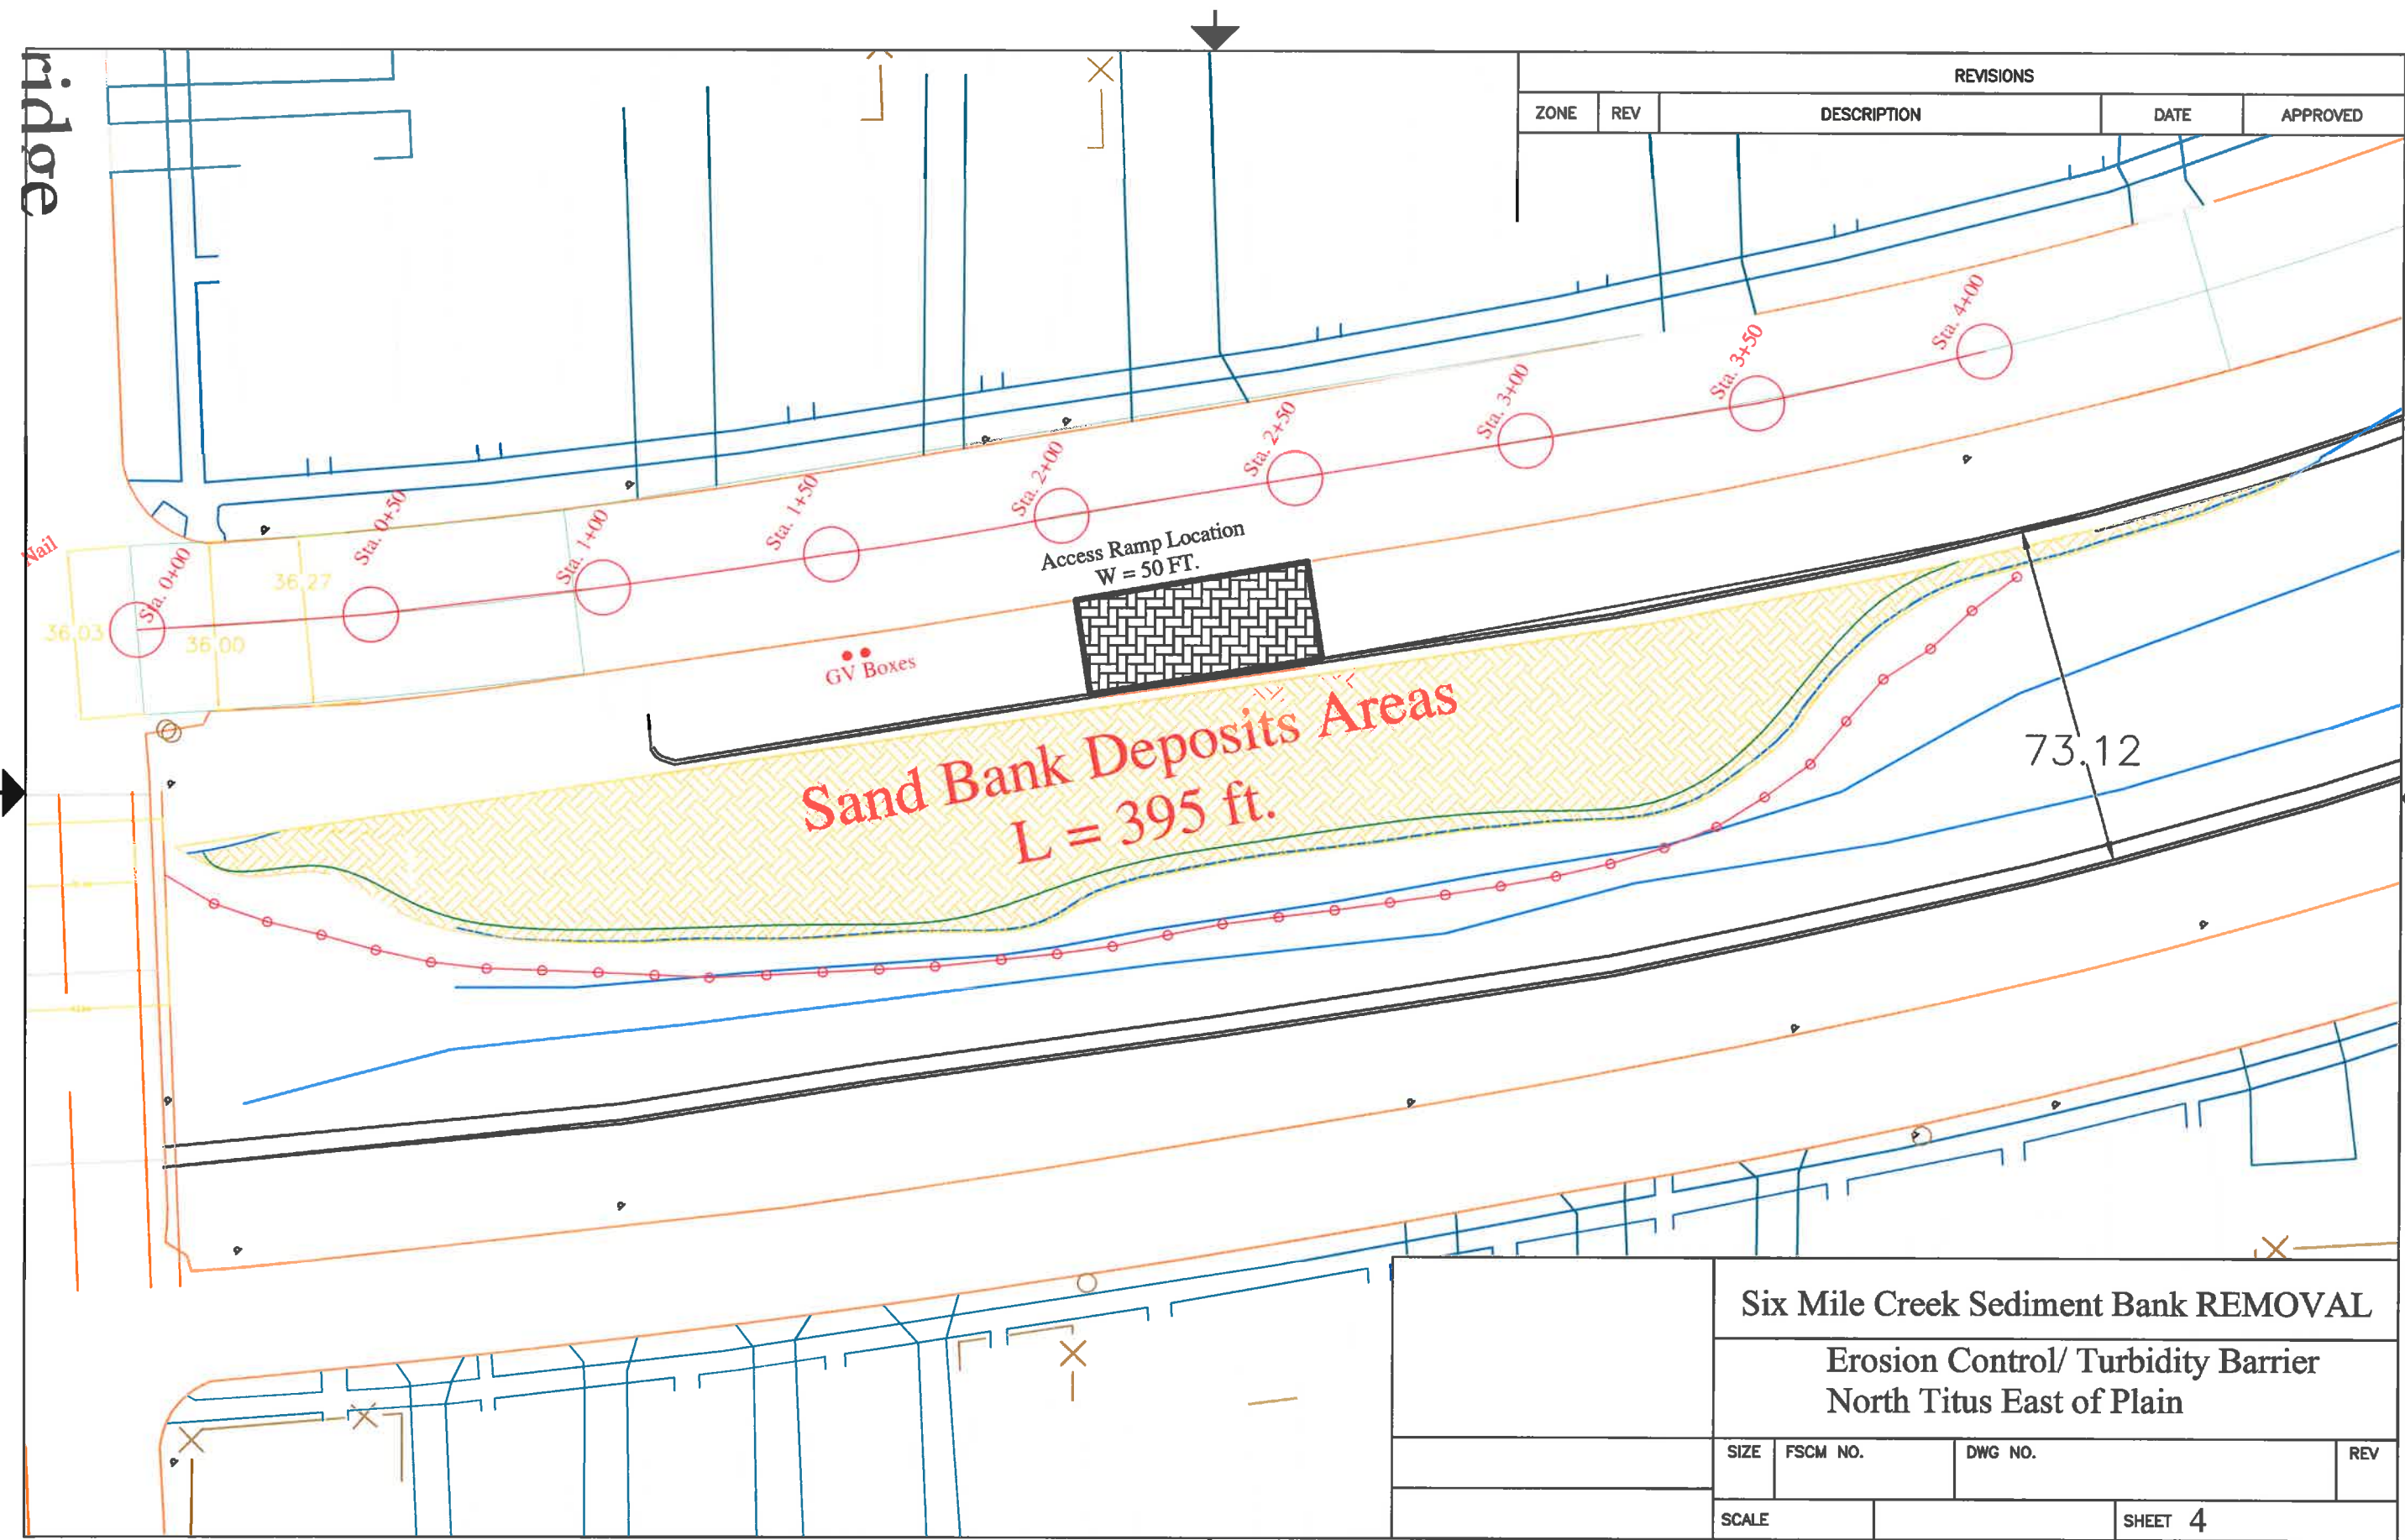 ridge
REVISIONS
ZONE REV DESCRIPTION DATE APPROVED
Nail
Sta. 0+00
Sta. 0+50
Sta. 1+00
Sta. 1+50
Sta. 2+00
Sta. 2+50
Sta. 3+00
Sta. 3+50
Sta. 4+00
36.03
36.00
36.27
Access Ramp Location
W = 50 FT.
GV Boxes
Sand Bank Deposits Areas
L = 395 ft.
73.12
Six Mile Creek Sediment Bank REMOVAL
Erosion Control/ Turbidity Barrier
North Titus East of Plain
SIZE FSCM NO. DWG NO. REV
SCALE SHEET 4